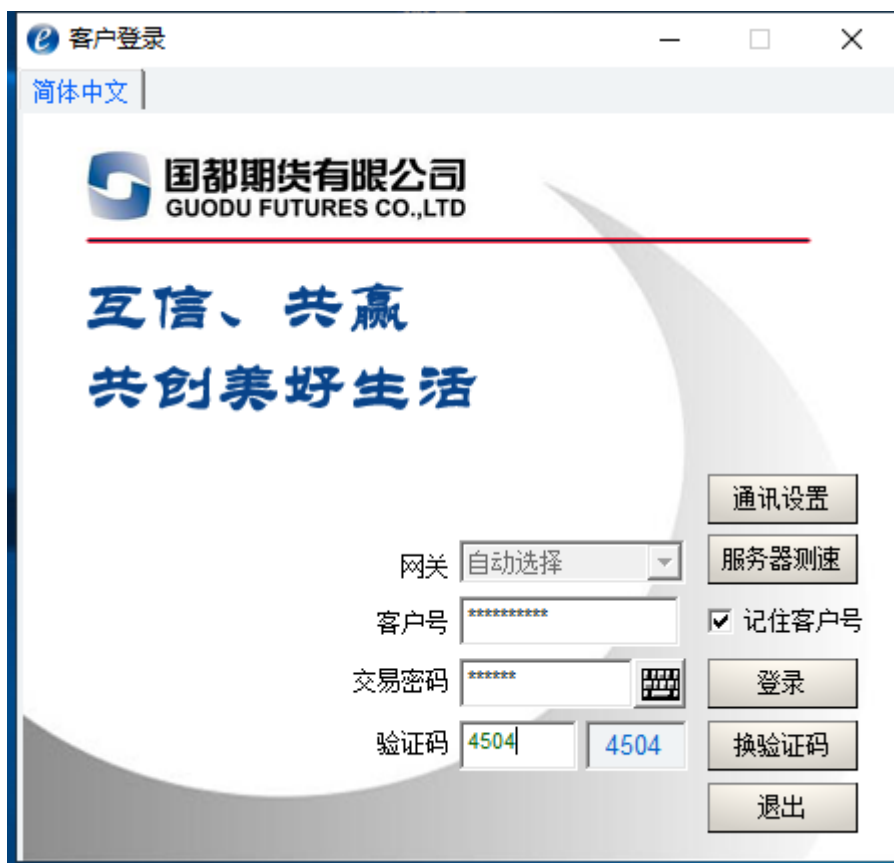 客户登录
简体中文
国都期货有限公司
GUODU FUTURES CO.,LTD
互信、共赢
共创美好生活
通讯设置
网关 自动选择 服务器测速
客户号 ********** 记住客户号
交易密码 ****** 登录
验证码 4504 4504 换验证码
退出